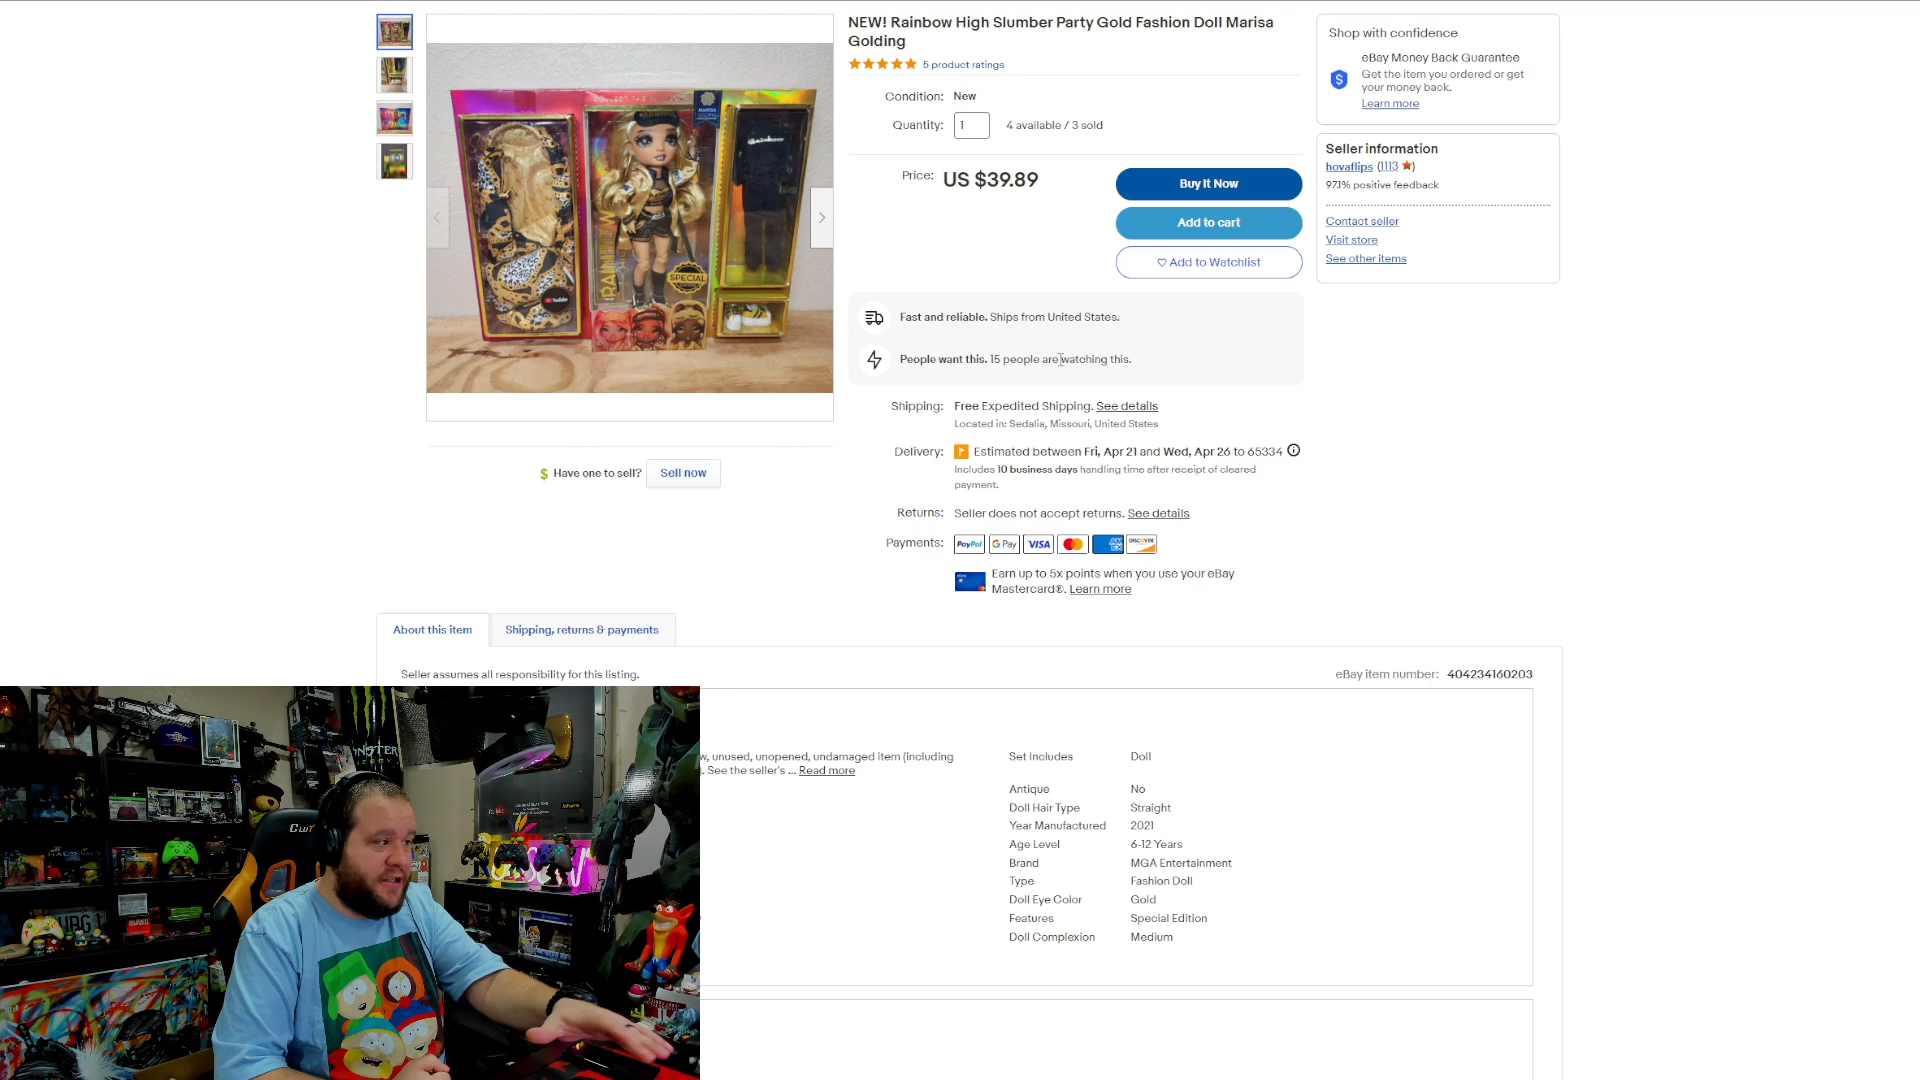 NEW! Rainbow High Slumber Party Gold Fashion Doll Marisa
Golding
5 product ratings
Condition: New
Quantity: 1 4 available / 3 sold
Price: US $39.89
Buy It Now
Add to cart
Add to Watchlist
Fast and reliable. Ships from United States.
People want this. 15 people are watching this.
Shipping: Free Expedited Shipping. See details
Located in: Sedalia, Missouri, United States
Delivery: Estimated between Fri, Apr 21 and Wed, Apr 26 to 65334
Includes 10 business days handling time after receipt of cleared
payment.
Returns: Seller does not accept returns. See details
Payments: PayPal G Pay VISA DISCOVER
Earn up to 5x points when you use your eBay
Mastercard®. Learn more
Shop with confidence
eBay Money Back Guarantee
Get the item you ordered or get
your money back.
Learn more
Seller information
hovaflips (1113)
97.1% positive feedback
Contact seller
Visit store
See other items
SPECIAL
Have one to sell? Sell now
About this item
Shipping, returns & payments
Seller assumes all responsibility for this listing.
eBay item number: 404234160203
w, unused, unopened, undamaged item (including
. See the seller's ... Read more
Set Includes Doll
Antique No
Doll Hair Type Straight
Year Manufactured 2021
Age Level 6-12 Years
Brand MGA Entertainment
Type Fashion Doll
Doll Eye Color Gold
Features Special Edition
Doll Complexion Medium